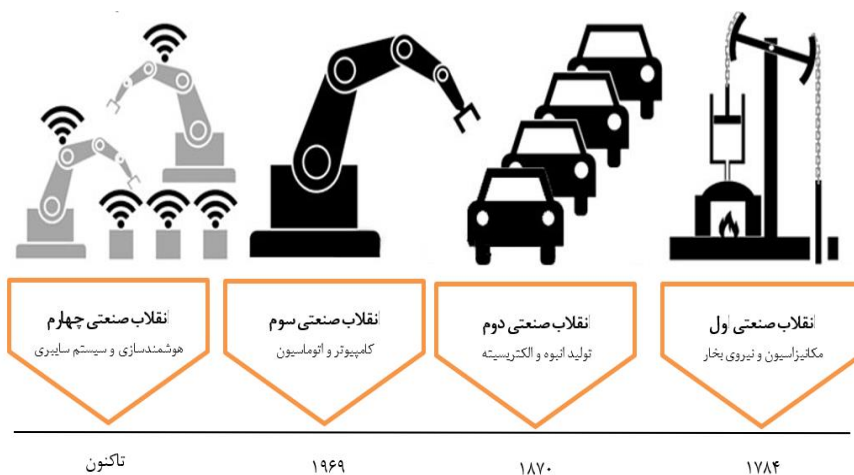 انقلاب صنعتی اول
مکانیزاسیون و نیروی بخار
انقلاب صنعتی دوم
تولید انبوه و الکتریسیته
انقلاب صنعتی سوم
کامپیوتر و اتوماسیون
انقلاب صنعتی چهارم
هوشمندسازی و سیستم سایبری
۱۷۸۴
۱۸۷۰
۱۹۶۹
تاکنون